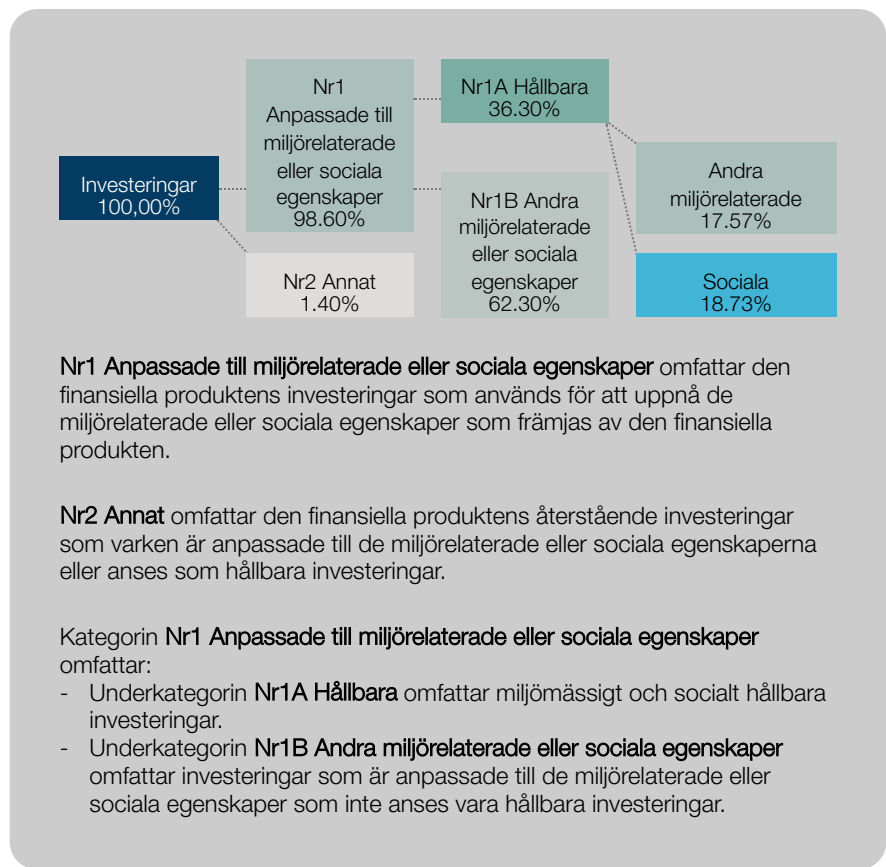 Investeringar
100,00%
Nr1
Anpassade till
miljörelaterade
eller sociala
egenskaper
98.60%
Nr2 Annat
1.40%
Nr1A Hållbara
36.30%
Nr1B Andra
miljörelaterade
eller sociala
egenskaper
62.30%
Andra
miljörelaterade
17.57%
Sociala
18.73%
Nr1 Anpassade till miljörelaterade eller sociala egenskaper omfattar den
finansiella produktens investeringar som används för att uppnå de
miljörelaterade eller sociala egenskaper som främjas av den finansiella
produkten.
Nr2 Annat omfattar den finansiella produktens återstående investeringar
som varken är anpassade till de miljörelaterade eller sociala egenskaperna
eller anses som hållbara investeringar.
Kategorin Nr1 Anpassade till miljörelaterade eller sociala egenskaper
omfattar:
- Underkategorin Nr1A Hållbara omfattar miljömässigt och socialt hållbara
investeringar.
- Underkategorin Nr1B Andra miljörelaterade eller sociala egenskaper
omfattar investeringar som är anpassade till de miljörelaterade eller
sociala egenskaper som inte anses vara hållbara investeringar.